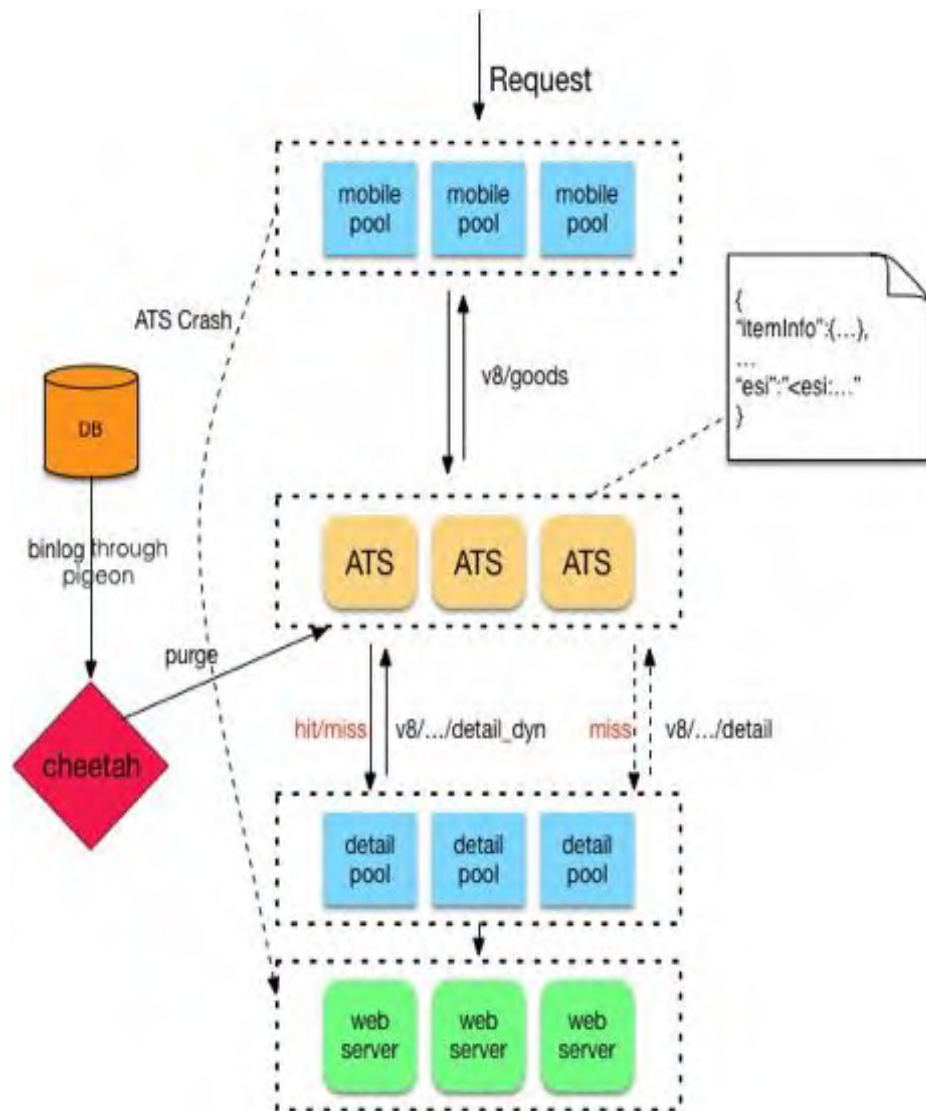 Request
mobile
pool
mobile
pool
mobile
pool
ATS Crash
v8/goods
{
“itemInfo”:{...},
...
“esi”:”<esi:...”
}
DB
binlog through
pigeon
ATS
ATS
ATS
purge
hit/miss
v8/.../detail_dyn
miss
v8/.../detail
cheetah
detail
pool
detail
pool
detail
pool
web
server
web
server
web
server